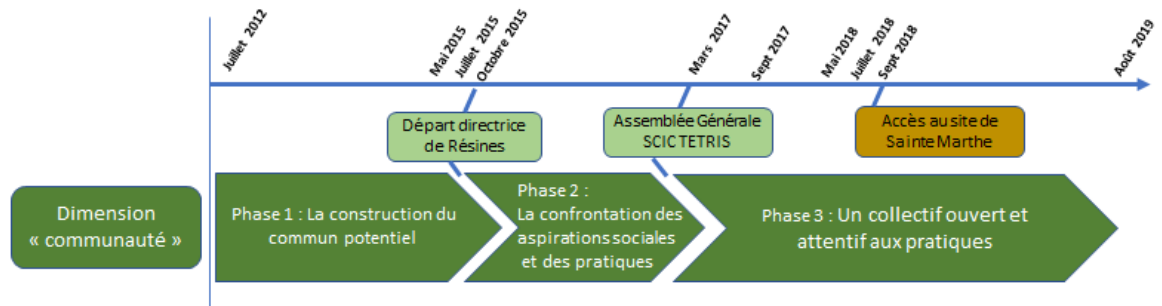 Juillet 2012
Mai 2015
Juillet 2015
Octobre 2015
Mars 2017
Sept 2017
Mai 2018
Juillet 2018
Sept 2018
Août 2019
Départ directrice
de Résines
Assemblée Générale
SCIC TETRIS
Accès au site de
Sainte Marthe
Dimension
« communauté »
Phase 1 : La construction du
commun potentiel
Phase 2 :
La confrontation des
aspirations sociales
et des pratiques
Phase 3 : Un collectif ouvert et
attentif aux pratiques